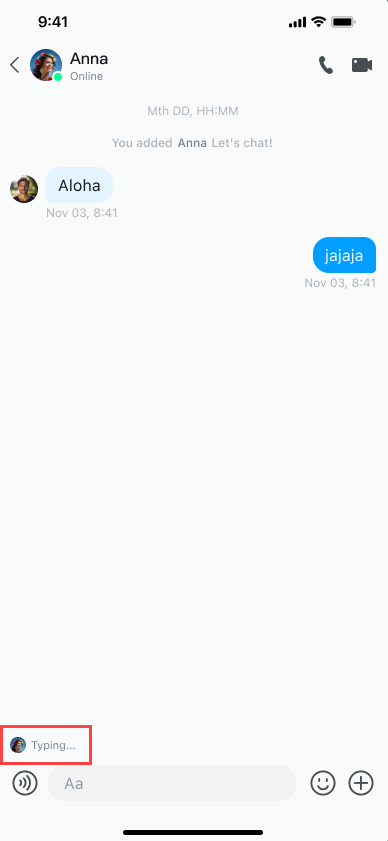 9:41
Anna
Online
Mth DD, HH:MM
You added Anna Let's chat!
Aloha
Nov 03, 8:41
jajaja
Nov 03, 8:41
Typing...
Aa